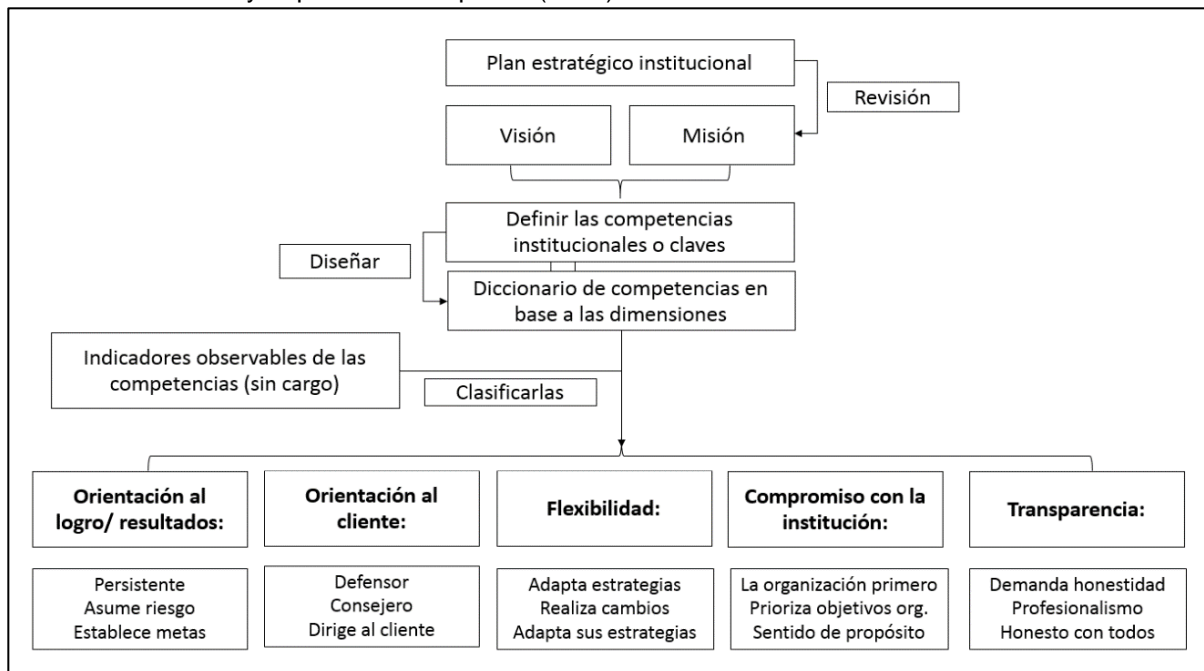 Plan estratégico institucional
Revisión
Visión
Misión
Definir las competencias
institucionales o claves
Diseñar
Diccionario de competencias en
base a las dimensiones
Indicadores observables de las
competencias (sin cargo)
Clasificarlas
Orientación al
logro/ resultados:
Persistente
Asume riesgo
Establece metas
Orientación al
cliente:
Defensor
Consejero
Dirige al cliente
Flexibilidad:
Adapta estrategias
Realiza cambios
Adapta sus estrategias
Compromiso con la
institución:
La organización primero
Prioriza objetivos org.
Sentido de propósito
Transparencia:
Demanda honestidad
Profesionalismo
Honesto con todos